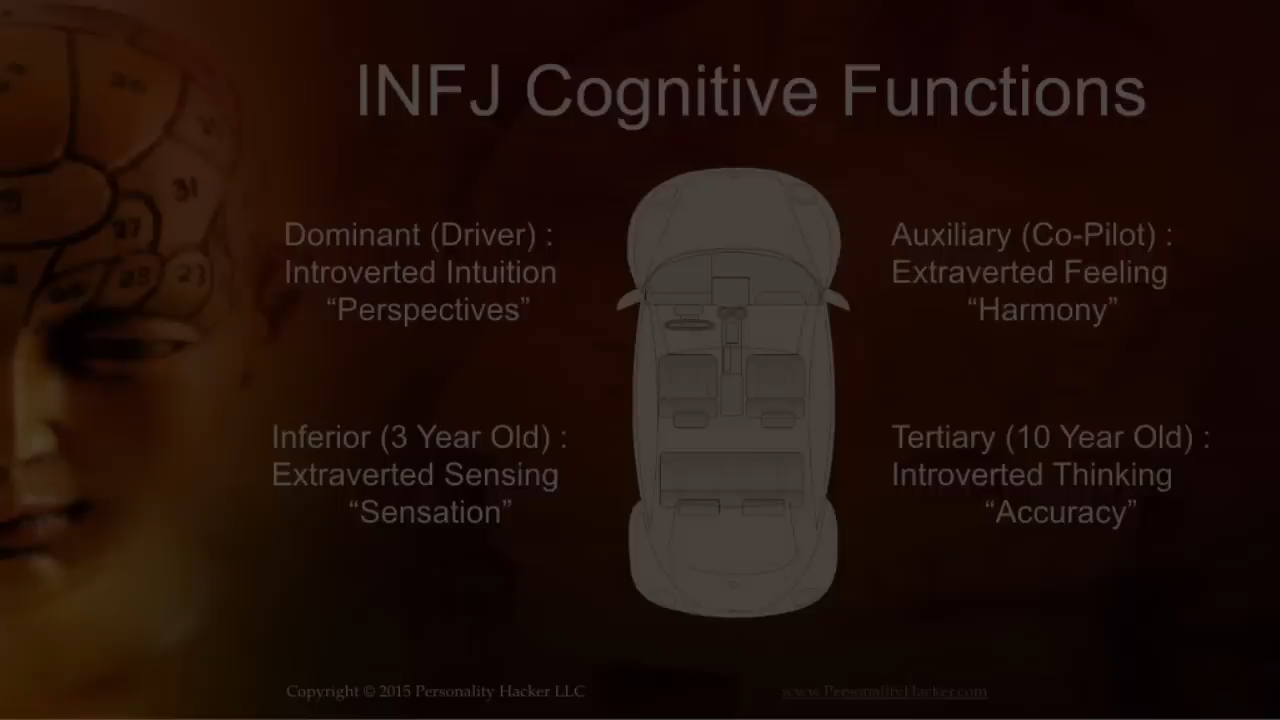 INFJ Cognitive Functions
Dominant (Driver) :
Introverted Intuition
“Perspectives”
Auxiliary (Co-Pilot) :
Extraverted Feeling
“Harmony”
Inferior (3 Year Old) :
Extraverted Sensing
“Sensation”
Tertiary (10 Year Old) :
Introverted Thinking
“Accuracy”
Copyright © 2015 Personality Hacker LLC
www.PersonalityHacker.com
31